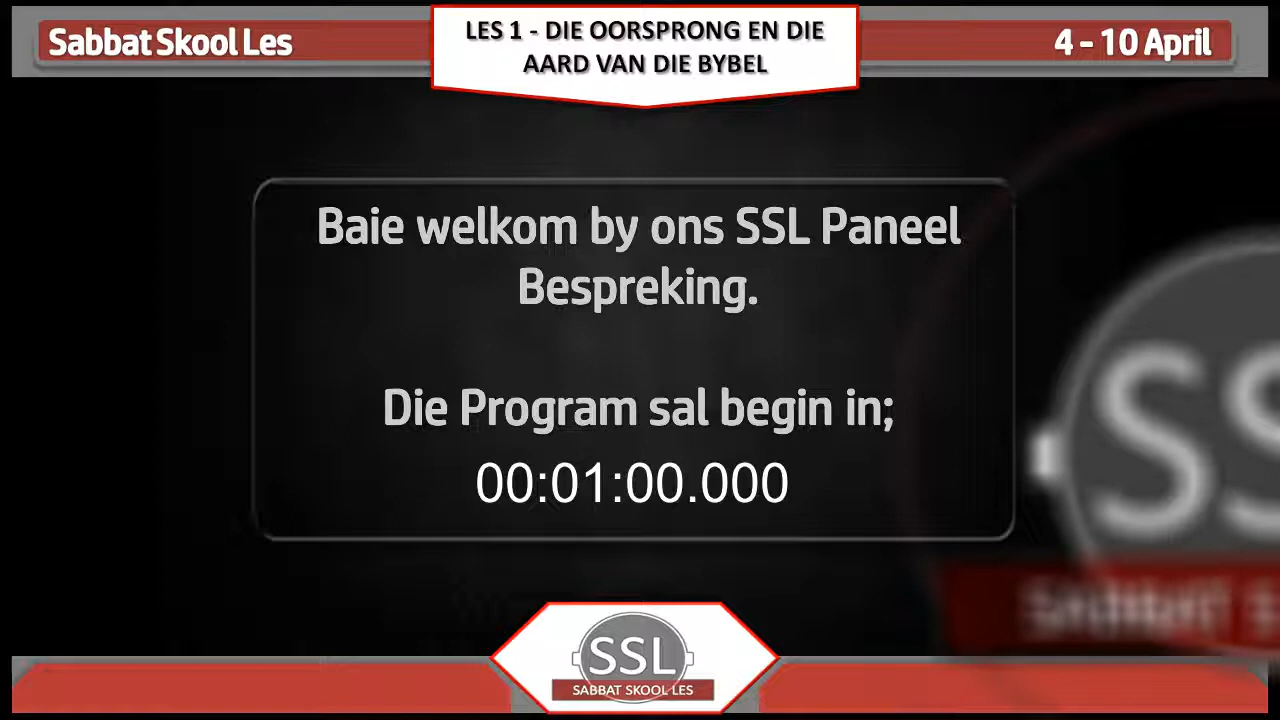 Sabbat Skool Les
LES 1 - DIE OORSPRONG EN DIE
AARD VAN DIE BYBEL
4 - 10 April
Baie welkom by ons SSL Paneel
Bespreking.
Die Program sal begin in;
00:01:00.000
SSL
SABBAT SKOOL LES